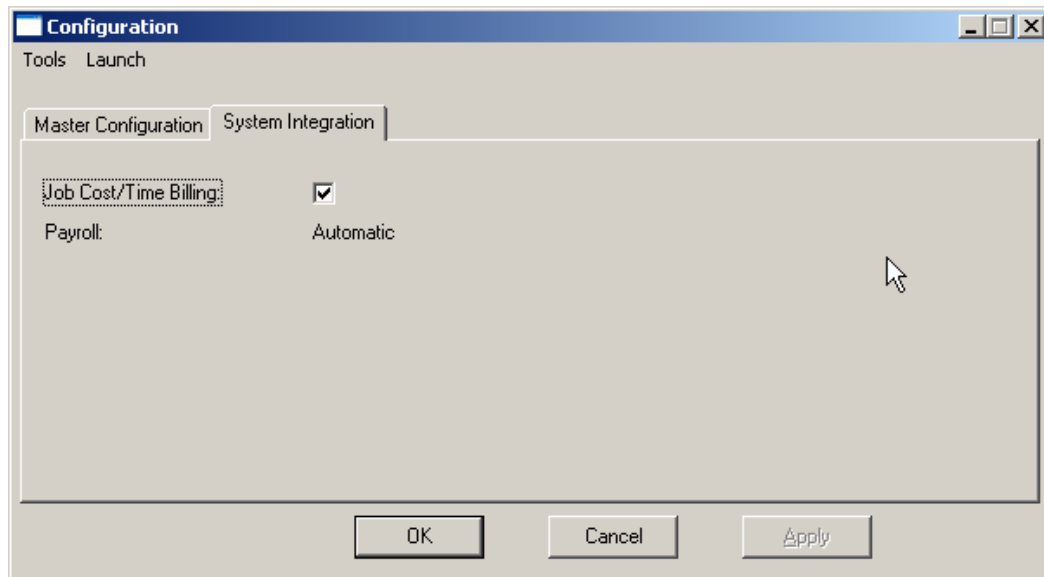 Configuration
Tools Launch
Master Configuration System Integration
Job Cost/Time Billing:
Payroll: Automatic
OK Cancel Apply